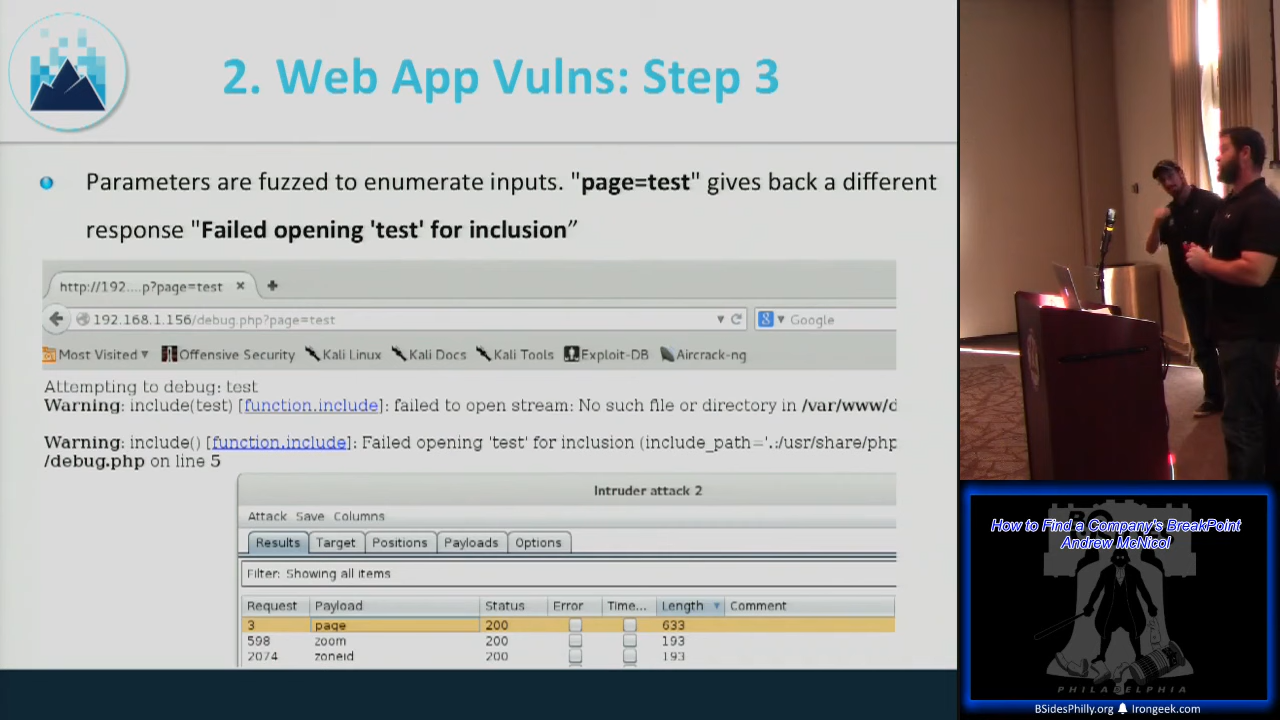 2. Web App Vulns: Step 3
Parameters are fuzzed to enumerate inputs. "page=test" gives back a different
response "Failed opening 'test' for inclusion”
http://192....p?page=test
192.168.1.156/debug.php?page=test
Google
Most Visited
Offensive Security
Kali Linux
Kali Docs
Kali Tools
Exploit-DB
Aircrack-ng
Attempting to debug: test
Warning: include(test) [function.include]: failed to open stream: No such file or directory in /var/www/d
Warning: include() [function.include]: Failed opening 'test' for inclusion (include_path='.:/usr/share/php
/debug.php on line 5
Intruder attack 2
Attack Save Columns
Results Target Positions Payloads Options
Filter: Showing all items
Request Payload Status Error Time... Length Comment
3 page 200 633
598 zoom 200 193
2074 zoneid 200 193
How to Find a Company's BreakPoint
Andrew McNicol
PHILADELPHIA
BSidesPhilly.org Irongeek.com